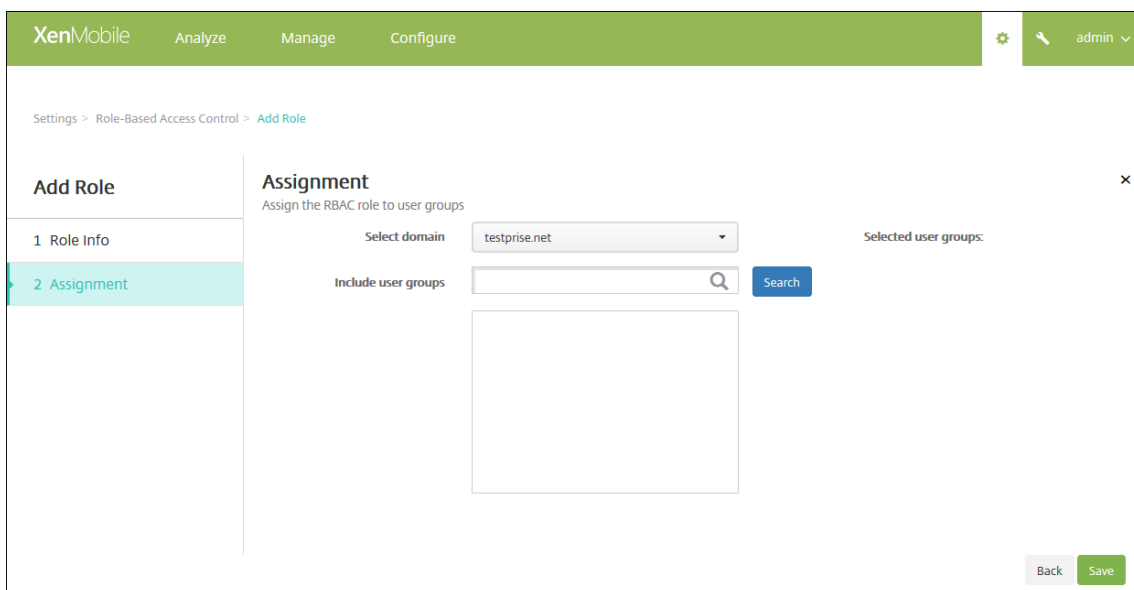 XenMobile Analyze Manage Configure admin
Settings > Role-Based Access Control > Add Role
Add Role
1 Role Info
2 Assignment
Assignment
Assign the RBAC role to user groups
Select domain testprise.net Selected user groups:
Include user groups Search
Back Save